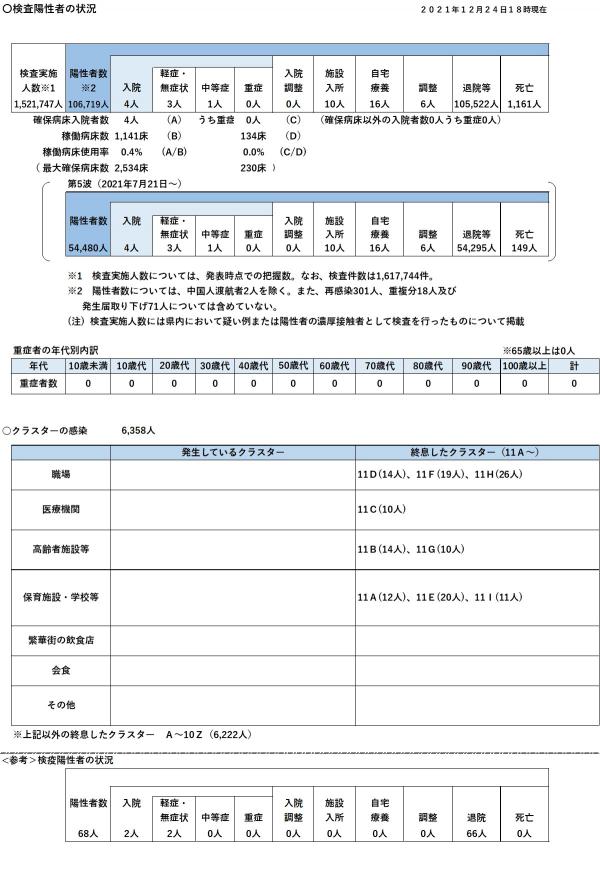 〇検査陽性者の状況
２０２１年１２月２４日１８時現在
検査実施人数※1 陽性者数※2 入院 軽症・無症状 中等症 重症 入院調整 施設入所 自宅療養 調整 退院等 死亡
1,521,747人 106,719人 4人 3人 1人 0人 0人 10人 16人 6人 105,522人 1,161人
確保病床入院者数 4人 (A) うち重症 0人 (C) (確保病床以外の入院者数0人うち重症0人)
稼働病床数 1,141床 (B) 134床 (D)
稼働病床使用率 0.4% (A/B) 0.0% (C/D)
(最大確保病床数 2,534床 230床 )
第5波（2021年7月21日～）
陽性者数 入院 軽症・無症状 中等症 重症 入院調整 施設入所 自宅療養 調整 退院等 死亡
54,480人 4人 3人 1人 0人 0人 10人 16人 6人 54,295人 149人
※1 検査実施人数については、発表時点での把握数。なお、検査件数は1,617,744件。
※2 陽性者数については、中国人渡航者2人を除く。また、再感染301人、重複分18人及び
発生届取り下げ71人については含めていない。
(注) 検査実施人数には県内において疑い例または陽性者の濃厚接触者として検査を行ったものについて掲載
重症者の年代別内訳
※65歳以上は0人
年代 10歳未満 10歳代 20歳代 30歳代 40歳代 50歳代 60歳代 70歳代 80歳代 90歳代 100歳以上 計
重症者数 0 0 0 0 0 0 0 0 0 0 0 0
〇クラスターの感染 6,358人
発生しているクラスター 終息したクラスター（11Ａ～）
職場 11Ｄ(14人)、11Ｆ(19人)、11Ｈ(26人)
医療機関 11Ｃ(10人)
高齢者施設等 11Ｂ(14人)、11Ｇ(10人)
保育施設・学校等 11Ａ(12人)、11Ｅ(20人)、11Ｉ(11人)
繁華街の飲食店
会食
その他
※上記以外の終息したクラスター Ａ～10Ｚ（6,222人）
<参考＞検疫陽性者の状況
陽性者数 入院 軽症・無症状 中等症 重症 入院調整 施設入所 自宅療養 調整 退院 死亡
68人 2人 2人 0人 0人 0人 0人 0人 0人 66人 0人